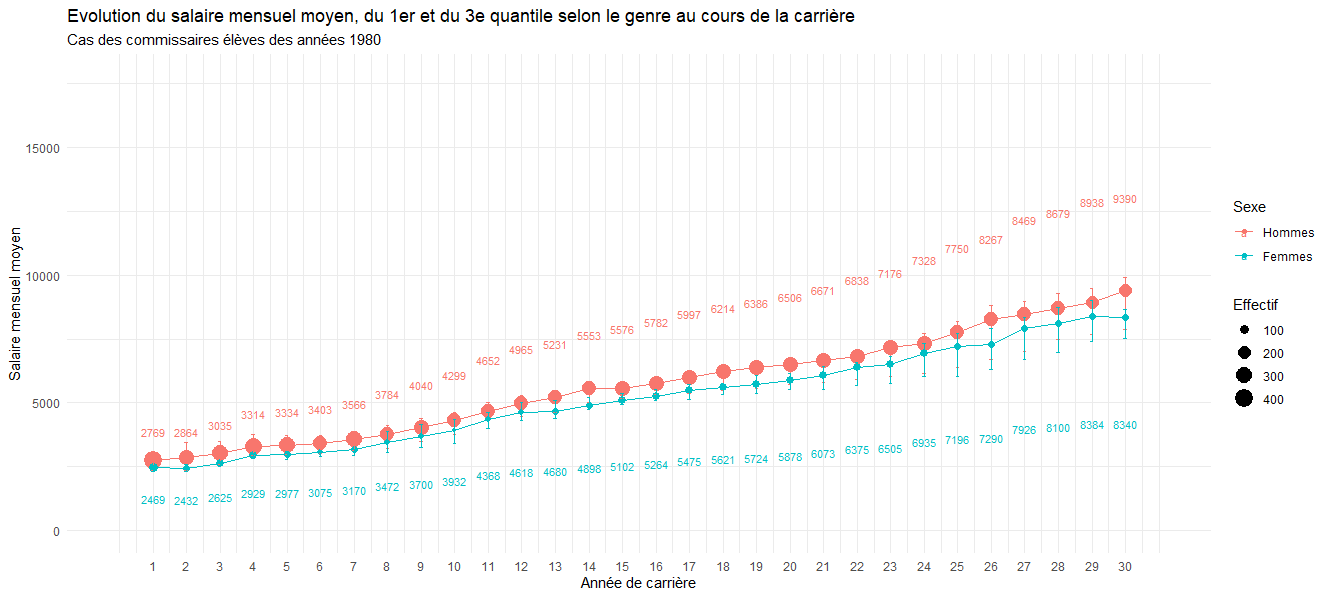 Evolution du salaire mensuel moyen, du 1er et du 3e quantile selon le genre au cours de la carrière
Cas des commissaires élèves des années 1980
Salaire mensuel moyen
15000
10000
5000
0
2769 2864 3035 3314 3334 3403 3566 3784 4040 4299 4652 4965 5231 5553 5576 5782 5997 6214 6386 6506 6671 6838 7176 7328 7750 8267 8469 8679 8938 9390
2469 2432 2625 2929 2977 3075 3170 3472 3700 3932 4368 4618 4680 4898 5102 5264 5475 5621 5724 5878 6073 6375 6505 6935 7196 7290 7926 8100 8384 8340
1 2 3 4 5 6 7 8 9 10 11 12 13 14 15 16 17 18 19 20 21 22 23 24 25 26 27 28 29 30
Année de carrière
Sexe
Hommes
Femmes
Effectif
100
200
300
400